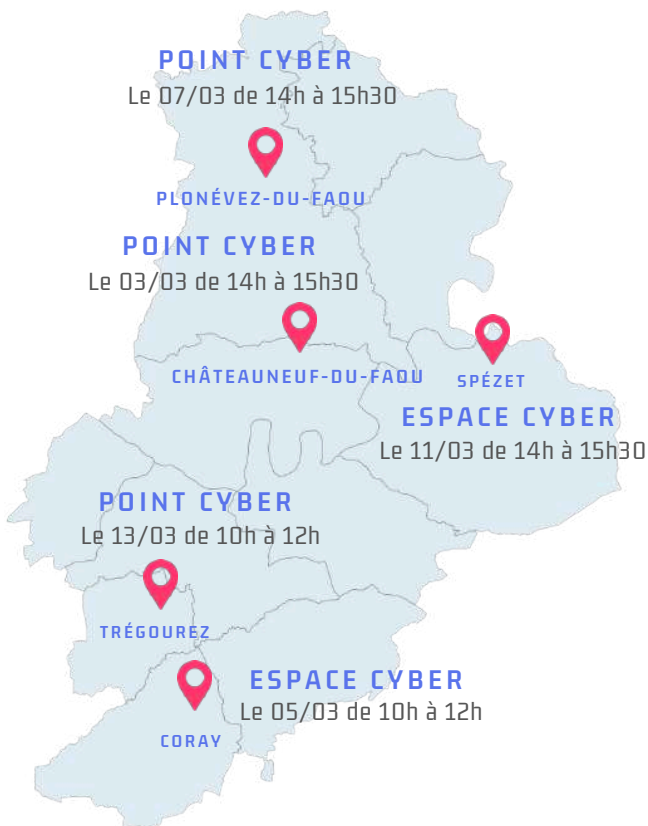 POINT CYBER
Le 07/03 de 14h à 15h30
PLONÉVEZ-DU-FAOU
POINT CYBER
Le 03/03 de 14h à 15h30
CHÂTEAUNEUF-DU-FAOU
SPÉZET
ESPACE CYBER
Le 11/03 de 14h à 15h30
POINT CYBER
Le 13/03 de 10h à 12h
TRÉGOUREZ
ESPACE CYBER
Le 05/03 de 10h à 12h
CORAY